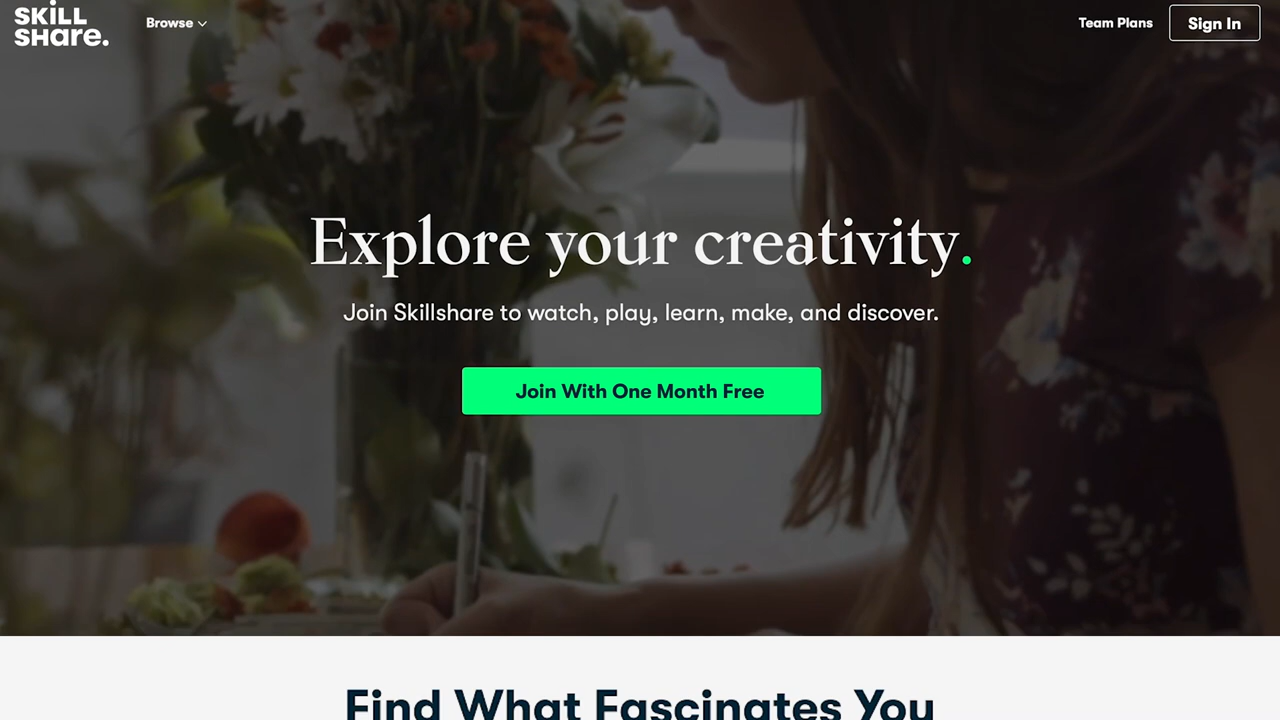 SKILL
SHare.
Browse
Team Plans
Sign In
Explore your creativity.
Join Skillshare to watch, play, learn, make, and discover.
Join With One Month Free
Find What Fascinates You